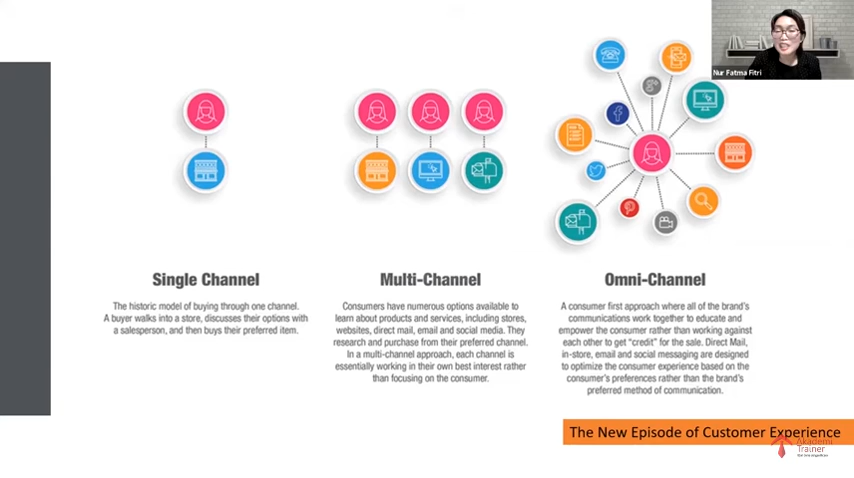 Nur Fatma Fitri
Single Channel
The historic model of buying through one channel.
A buyer walks into a store, discusses their options with
a salesperson, and then buys their preferred item.
Multi-Channel
Consumers have numerous options available to
learn about products and services, including stores,
websites, direct mail, email and social media. They
research and purchase from their preferred channel.
In a multi-channel approach, each channel is
essentially working in their own best interest rather
than focusing on the consumer.
Omni-Channel
A consumer first approach where all of the brand's
communications work together to educate and
empower the consumer rather than working against
each other to get “credit” for the sale. Direct Mail,
in-store, email and social messaging are designed
to optimize the consumer experience based on the
consumer's preferences rather than the brand's
preferred method of communication.
The New Episode of Customer Experience
Akademi
Trainer